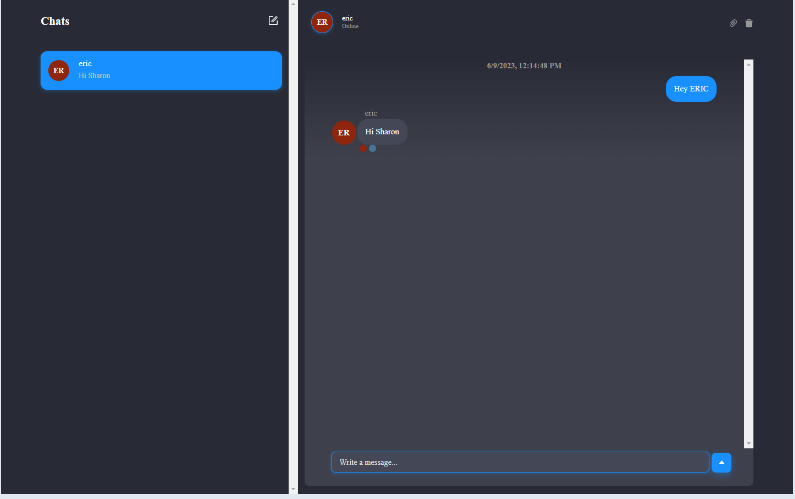 Chats
ER
eric
Hi Sharon
ER
eric
Online
6/9/2023, 12:14:48 PM
Hey ERIC
eric
ER
Hi Sharon
Write a message...